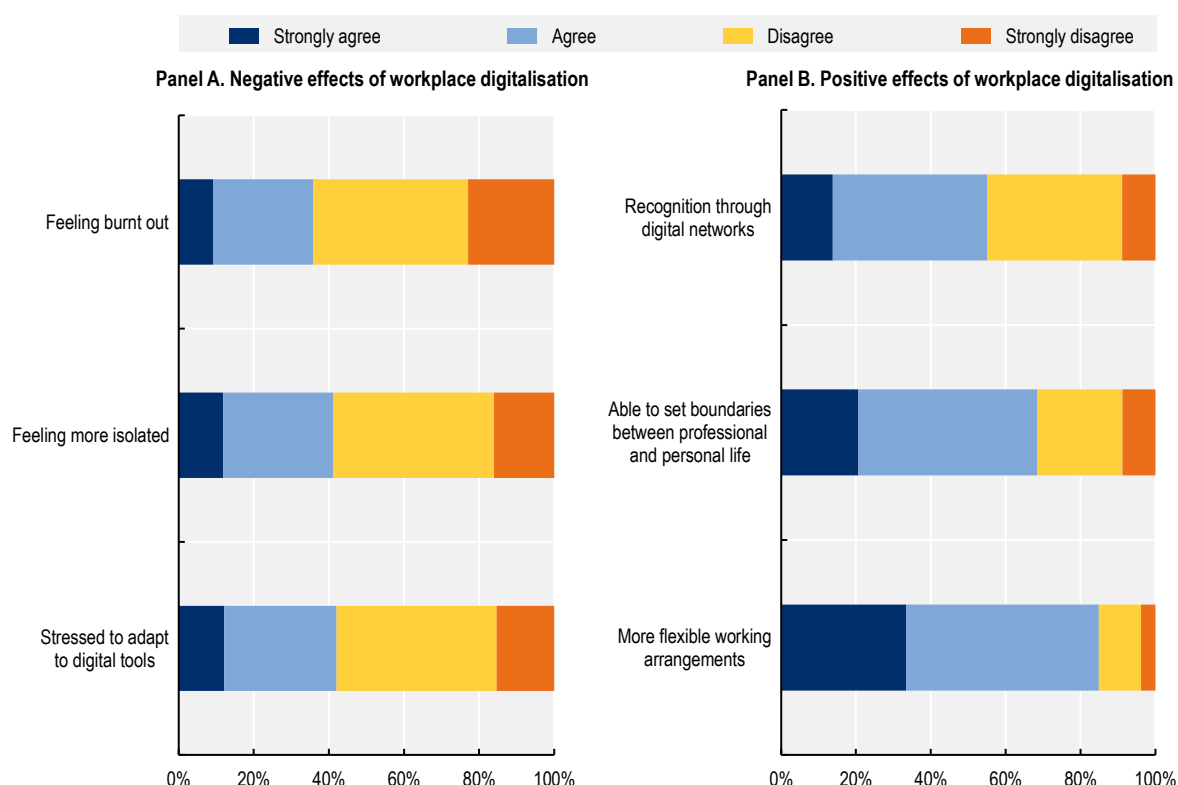 Strongly agree
Agree
Disagree
Strongly disagree
Panel A. Negative effects of workplace digitalisation
Feeling burnt out
Feeling more isolated
Stressed to adapt
to digital tools
0%
20%
40%
60%
80%
100%
Panel B. Positive effects of workplace digitalisation
Recognition through
digital networks
Able to set boundaries
between professional
and personal life
More flexible working
arrangements
0%
20%
40%
60%
80%
100%